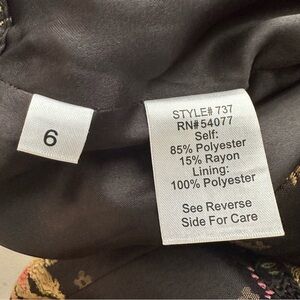 6
STYLE# 737
RN#54077
Self:
85% Polyester
15% Rayon
Lining:
100% Polyester
See Reverse
Side For Care